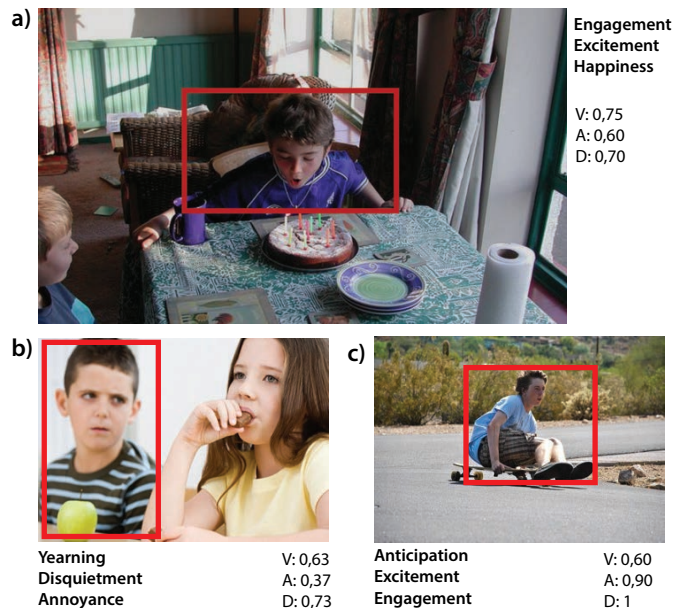 a)
Engagement
Excitement
Happiness
V: 0,75
A: 0,60
D: 0,70
b)
c)
Yearning
Disquietment
Annoyance
V: 0,63
A: 0,37
D: 0,73
Anticipation
Excitement
Engagement
V: 0,60
A: 0,90
D: 1